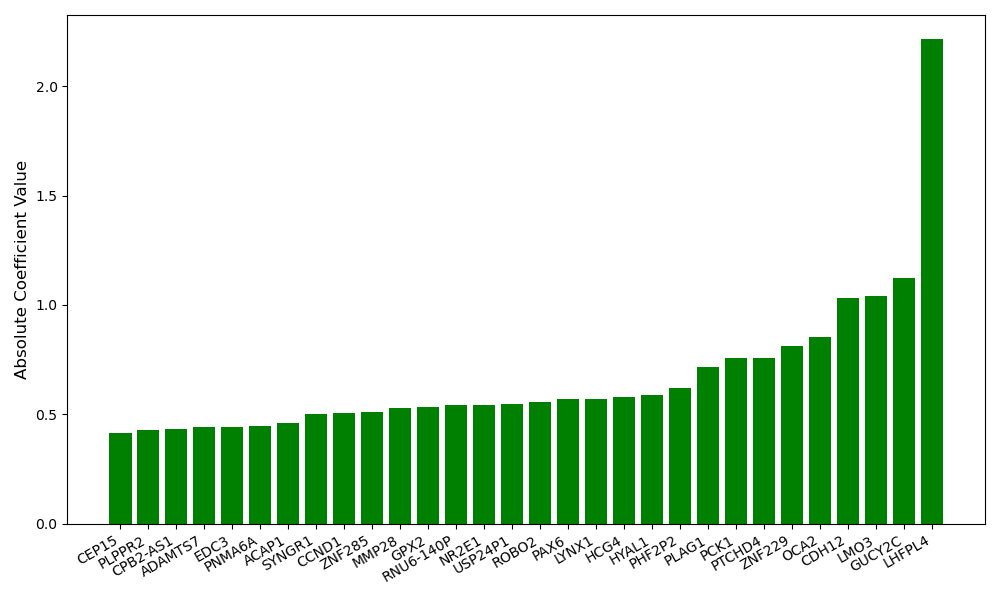 Absolute Coefficient Value
2.0
1.5
1.0
0.5
0.0
CEP15
PLPPR2
CPB2-AS1
ADAMTS7
EDC3
PNMA6A
ACAP1
SYNGR1
CCND1
ZNF285
MMP28
GPX2
RNU6-140P
NR2E1
USP24P1
ROBO2
PAX6
LYNX1
HCG4
HYAL1
PHF2P2
PLAG1
PCK1
PTCHD4
ZNF229
OCA2
CDH12
LMO3
GUCY2C
LHFPL4